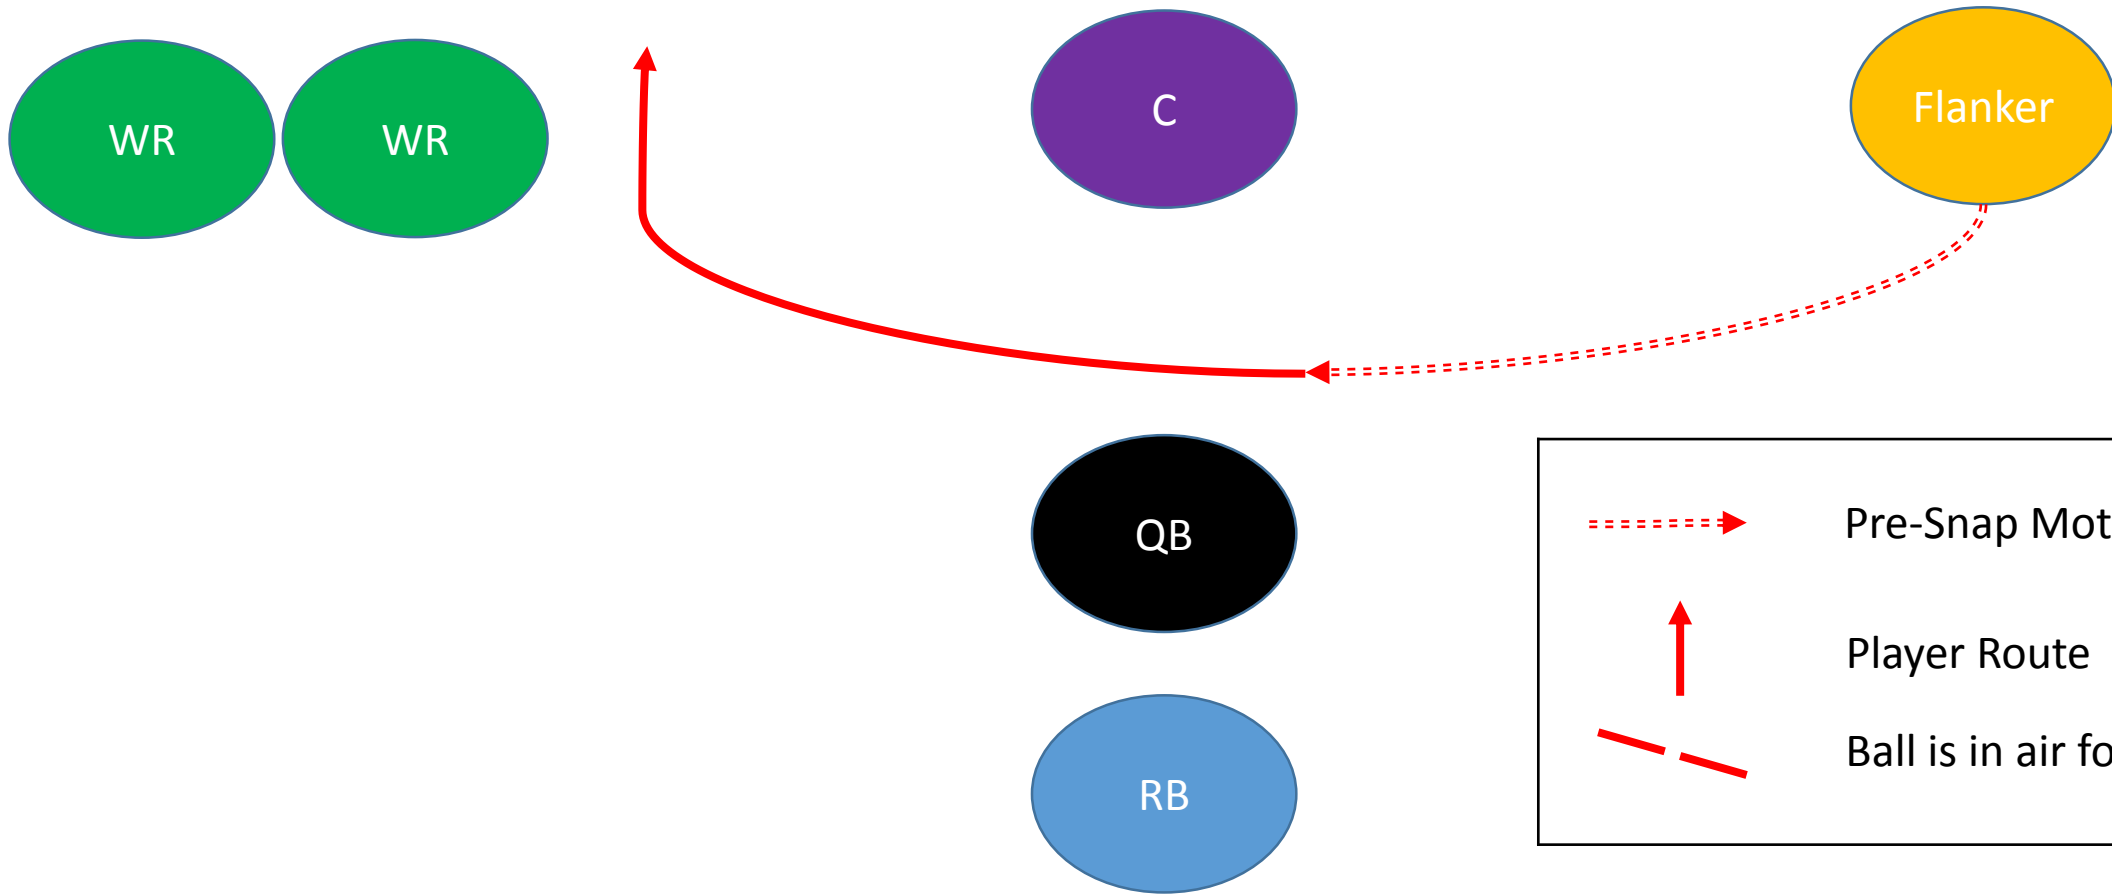 WR
WR
C
Flanker
QB
RB
Pre-Snap Mot
Player Route
Ball is in air fo